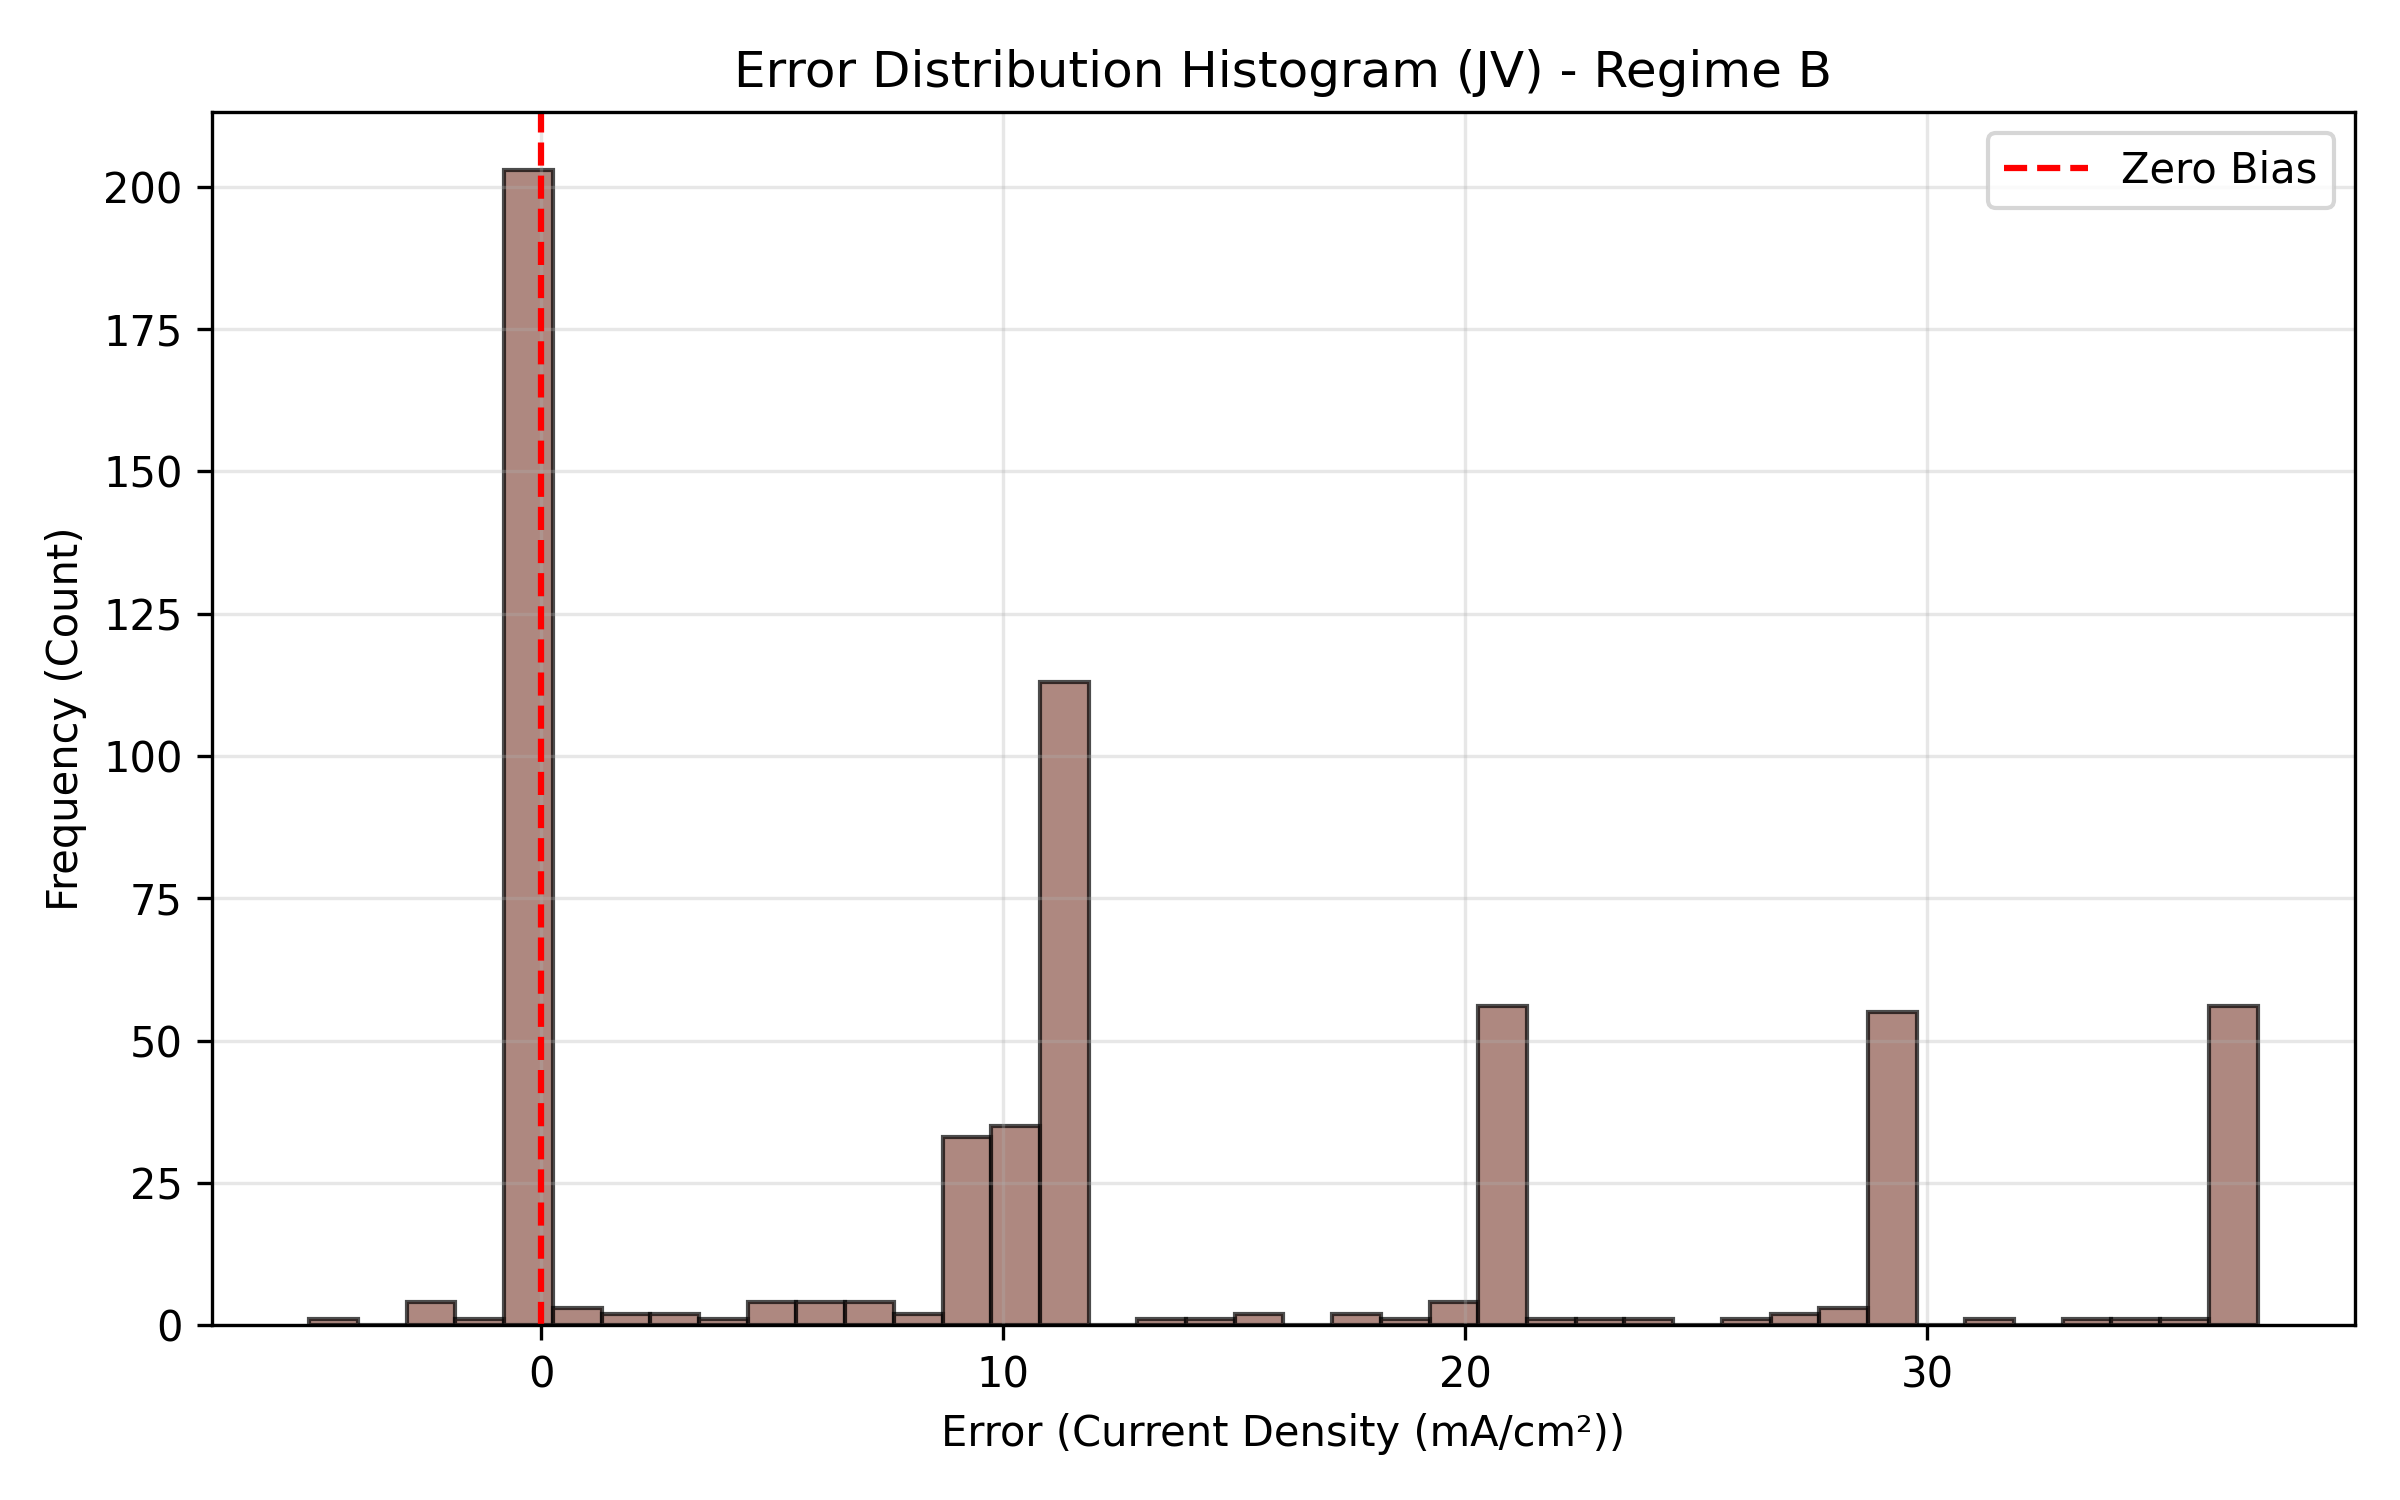 Error Distribution Histogram (JV) - Regime B
Zero Bias
Frequency (Count)
200
175
150
125
100
75
50
25
0
0 10 20 30
Error (Current Density (mA/cm²))